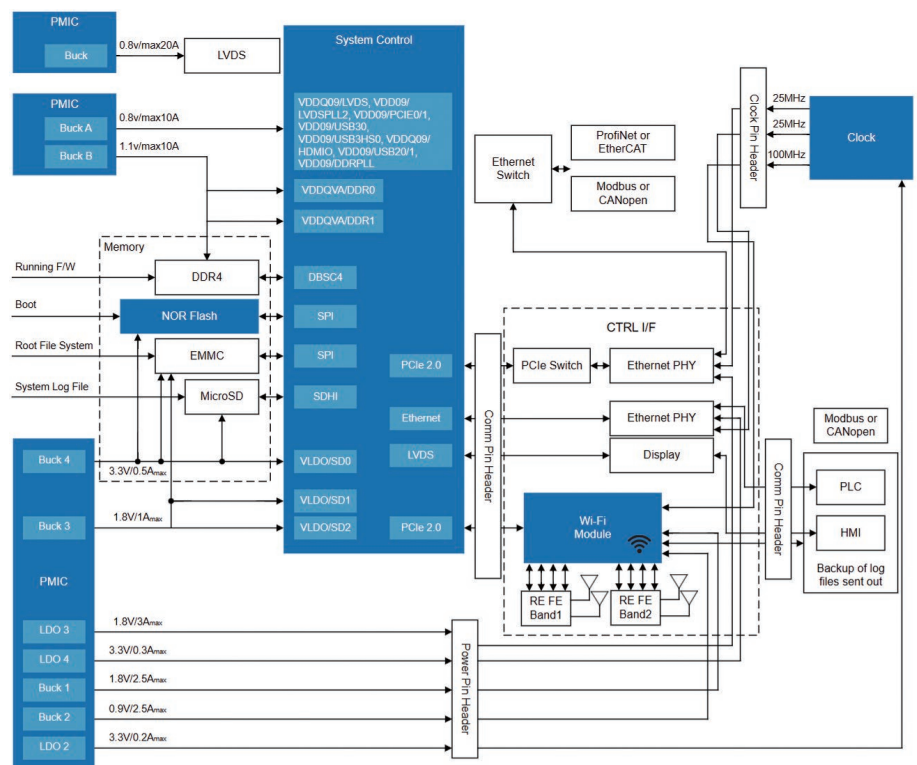 PMIC
Buck
0.8v/max20A
LVDS
System Control
PMIC
Buck A
0.8v/max10A
Buck B
1.1v/max10A
VDDQ09/LVDS, VDD09/
LVDSPLL2, VDD09/PCIE0/1,
VDD09/USB30,
VDD09/USB3HS0, VDDQ09/
HDMIO, VDD09/USB20/1,
VDD09/DDRPLL
VDDQVA/DDR0
VDDQVA/DDR1
Ethernet
Switch
ProfiNet or
EtherCAT
Modbus or
CANopen
Clock Pin Header
25MHz
25MHz
100MHz
Clock
Memory
Running F/W
DDR4
DBSC4
Boot
NOR Flash
SPI
Root File System
EMMC
SPI
System Log File
MicroSD
SDHI
PCIe 2.0
Ethernet
LVDS
PCIe 2.0
Comm Pin Header
CTRL I/F
PCIe Switch
Ethernet PHY
Ethernet PHY
Display
Wi-Fi
Module
RE FE
Band1
RE FE
Band2
Comm Pin Header
Modbus or
CANopen
PLC
HMI
Backup of log
files sent out
Buck 4
3.3V/0.5Amax
VLDO/SD0
VLDO/SD1
Buck 3
1.8V/1Amax
VLDO/SD2
PMIC
LDO 3
1.8V/3Amax
LDO 4
3.3V/0.3Amax
Buck 1
1.8V/2.5Amax
Buck 2
0.9V/2.5Amax
LDO 2
3.3V/0.2Amax
Power Pin Header